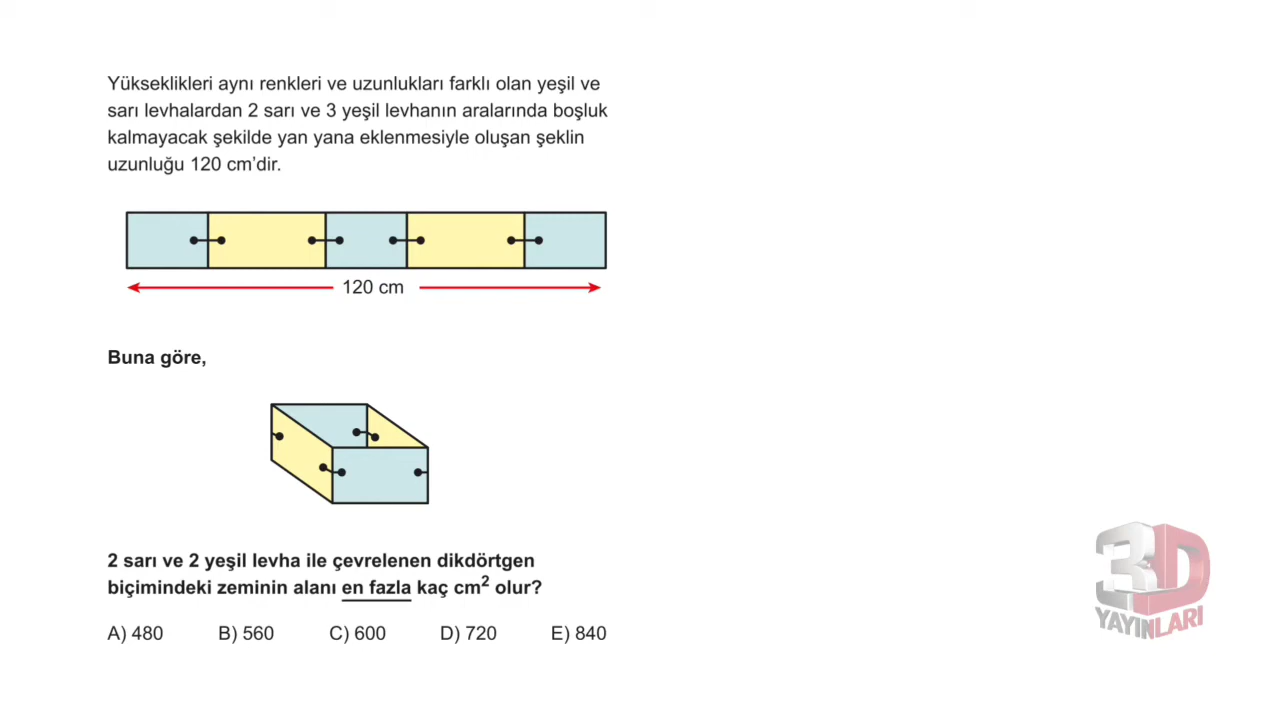 Yükseklikleri aynı renkleri ve uzunlukları farklı olan yeşil ve
sarı levhalardan 2 sarı ve 3 yeşil levhanın aralarında boşluk
kalmayacak şekilde yan yana eklenmesiyle oluşan şeklin
uzunluğu 120 cm'dir.
120 cm
Buna göre,
2 sarı ve 2 yeşil levha ile çevrelenen dikdörtgen
biçimindeki zeminin alanı en fazla kaç cm² olur?
A) 480 B) 560 C) 600 D) 720 E) 840
3D
YAYINLARI